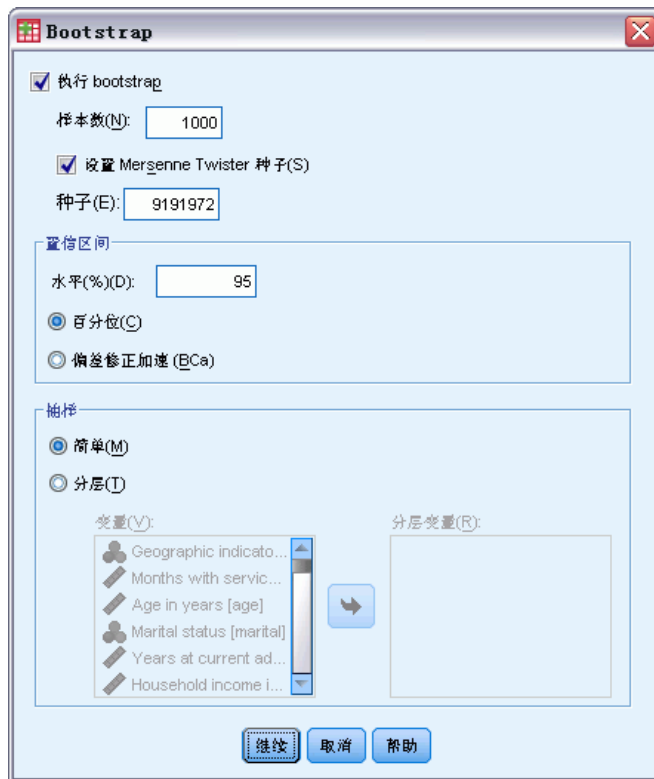 Bootstrap
执行 bootstrap
样本数(N): 1000
设置 Mersenne Twister 种子(S)
种子(E): 9191972
置信区间
水平(%)(D): 95
百分位(C)
偏差修正加速 (BCa)
抽样
简单(M)
分层(T)
变量(V): 分层变量(R):
Geographic indicato...
Months with servic...
Age in years [age]
Marital status [marital]
Years at current ad...
Household income i...
继续 取消 帮助